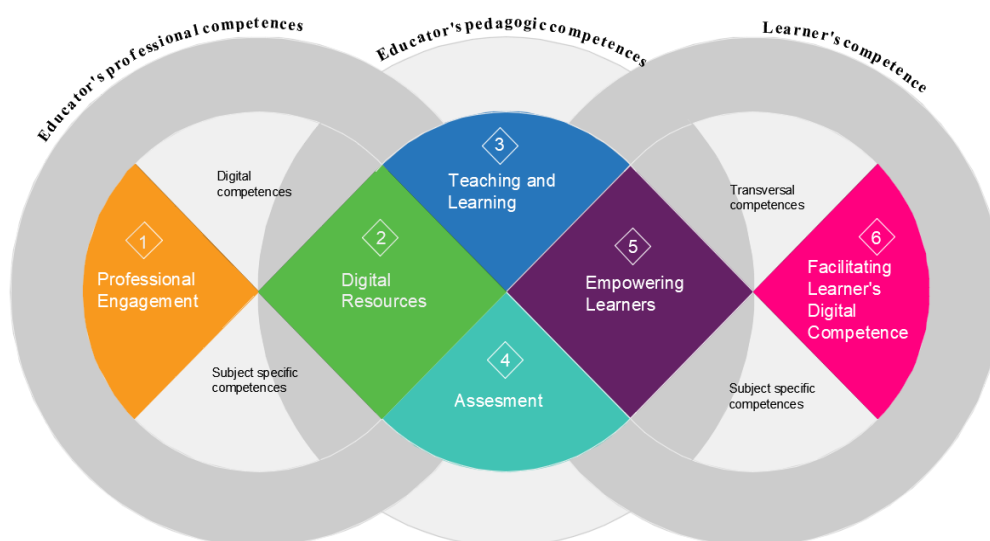 Educator's professional competences
Educator's pedagogic competences
Learner's competence
1
Professional
Engagement
Digital
competences
Subject specific
competences
2
Digital
Resources
3
Teaching and
Learning
4
Assesment
5
Empowering
Learners
Transversal
competences
Subject specific
competences
6
Facilitating
Learner's
Digital
Competence